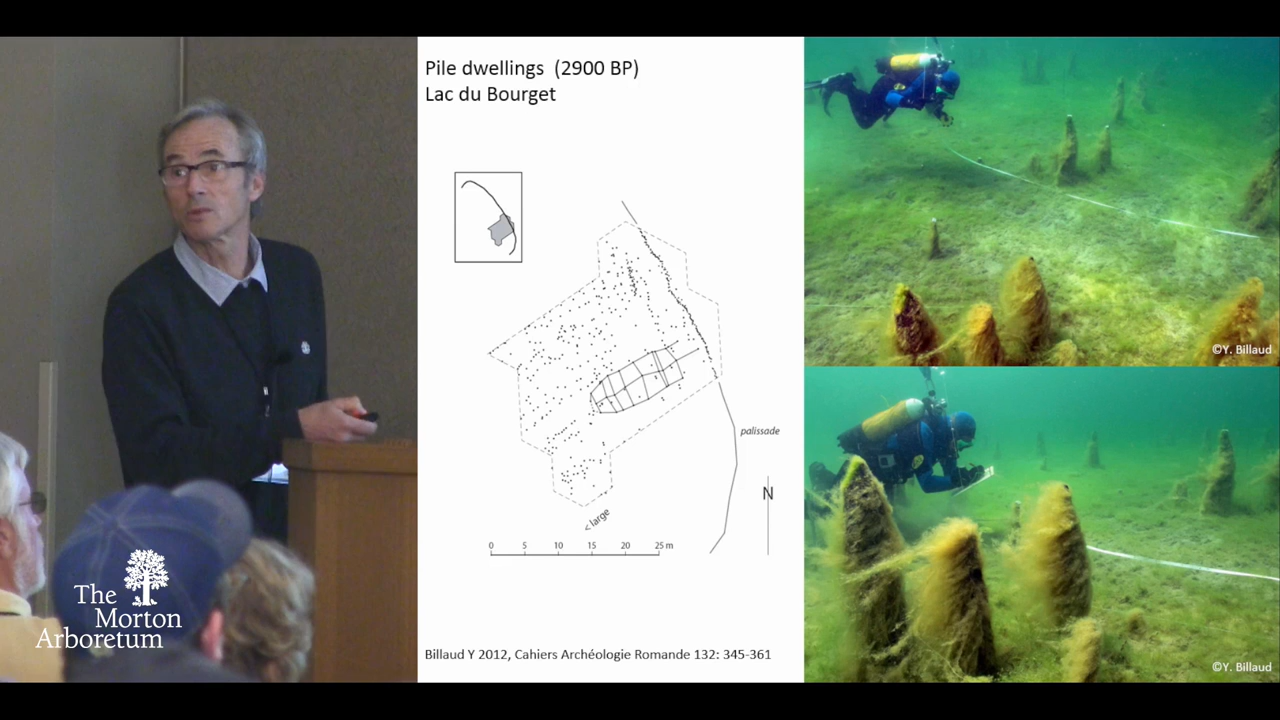 Pile dwellings (2900 BP)
Lac du Bourget
palissade
N
< large
0 5 10 15 20 25 m
Billaud Y 2012, Cahiers Archéologie Romande 132: 345-361
©Y. Billaud
©Y. Billaud
The
Morton
Arboretum